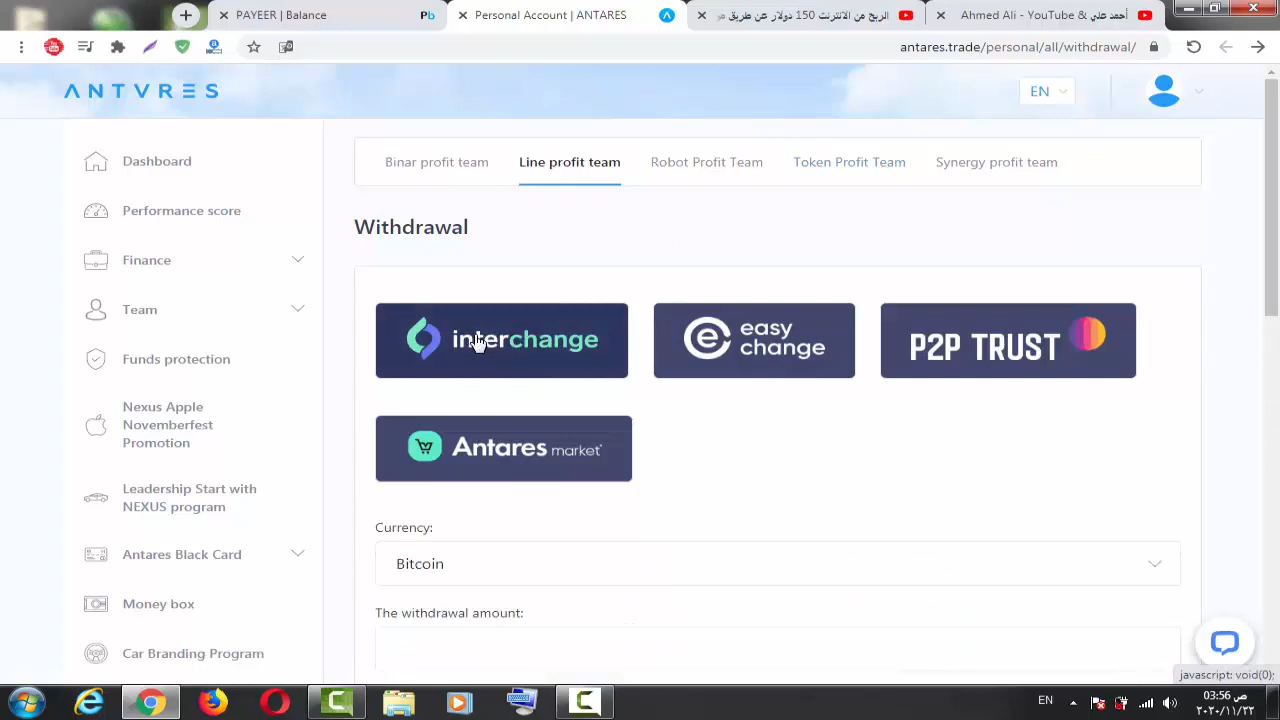 PAYEER | Balance
Pb
Personal Account | ANTARES
الربح من الانترنت 150 دولار عن طريق
أحمد علي & Ahmed Ali - YouTube
antares.trade/personal/all/withdrawal/
ANTARES
EN
Dashboard
Performance score
Finance
Team
Funds protection
Nexus Apple
Novemberfest
Promotion
Leadership Start with
NEXUS program
Antares Black Card
Money box
Car Branding Program
Binar profit team
Line profit team
Robot Profit Team
Token Profit Team
Synergy profit team
Withdrawal
interchange
easy
change
P2P TRUST
Antares market
Currency:
Bitcoin
The withdrawal amount:
javascript: void(0);
EN
03:56 ص
٢٠٢٠/١١/٢٣